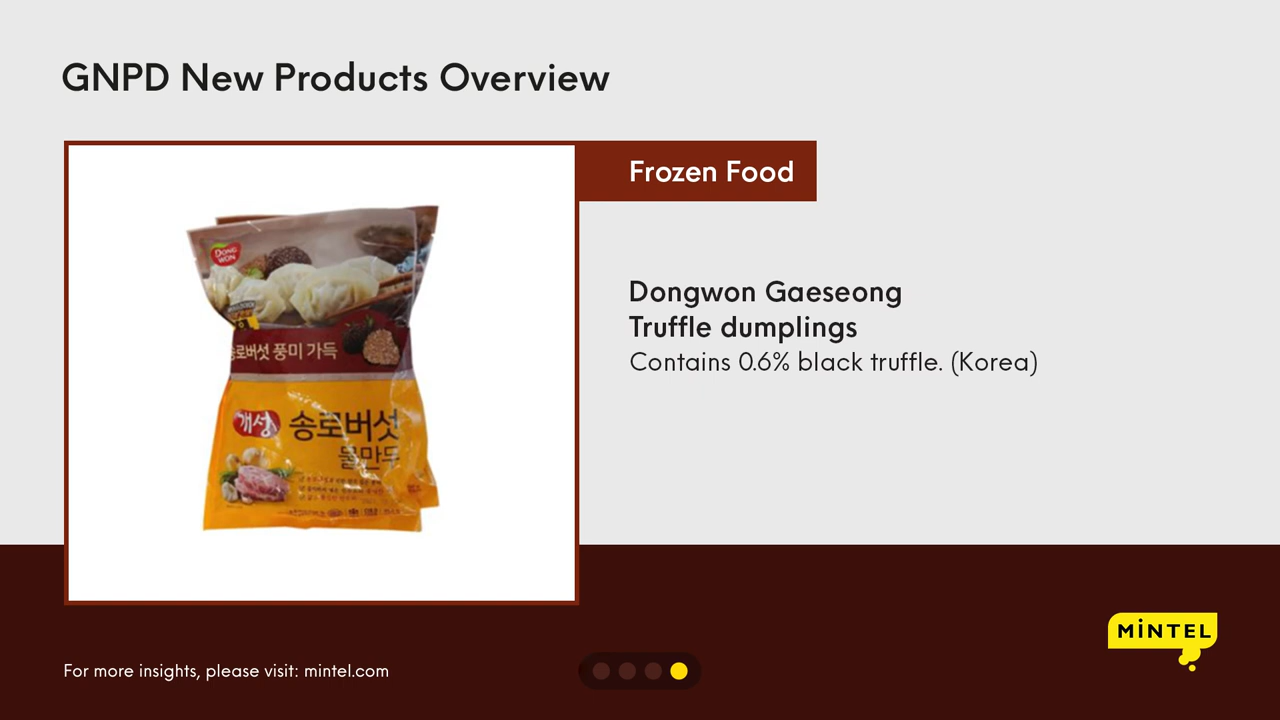 GNPD New Products Overview
Frozen Food
DONG
WON
송로버섯 풍미 가득
개성 송로버섯
물만두
Dongwon Gaeseong
Truffle dumplings
Contains 0.6% black truffle. (Korea)
For more insights, please visit: mintel.com
MiNTEL